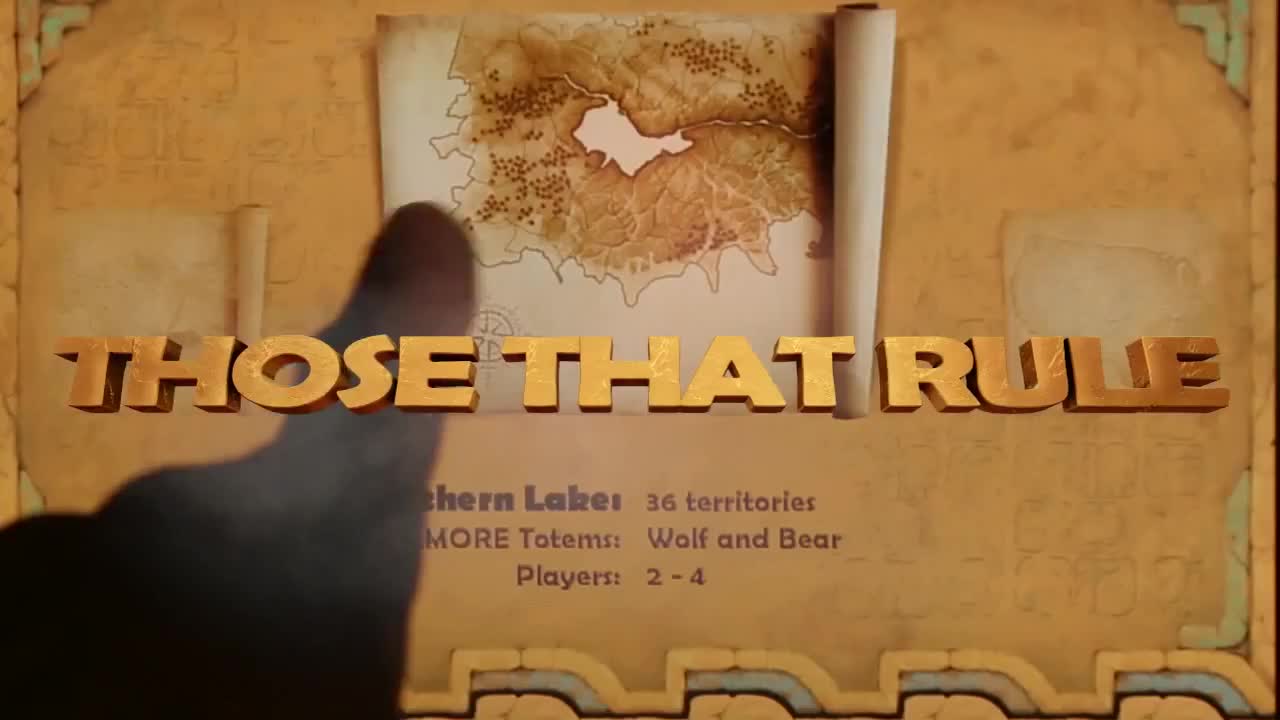 THOSE THAT RULE
chern Lake: 36 territories
MORE Totems: Wolf and Bear
Players: 2 - 4